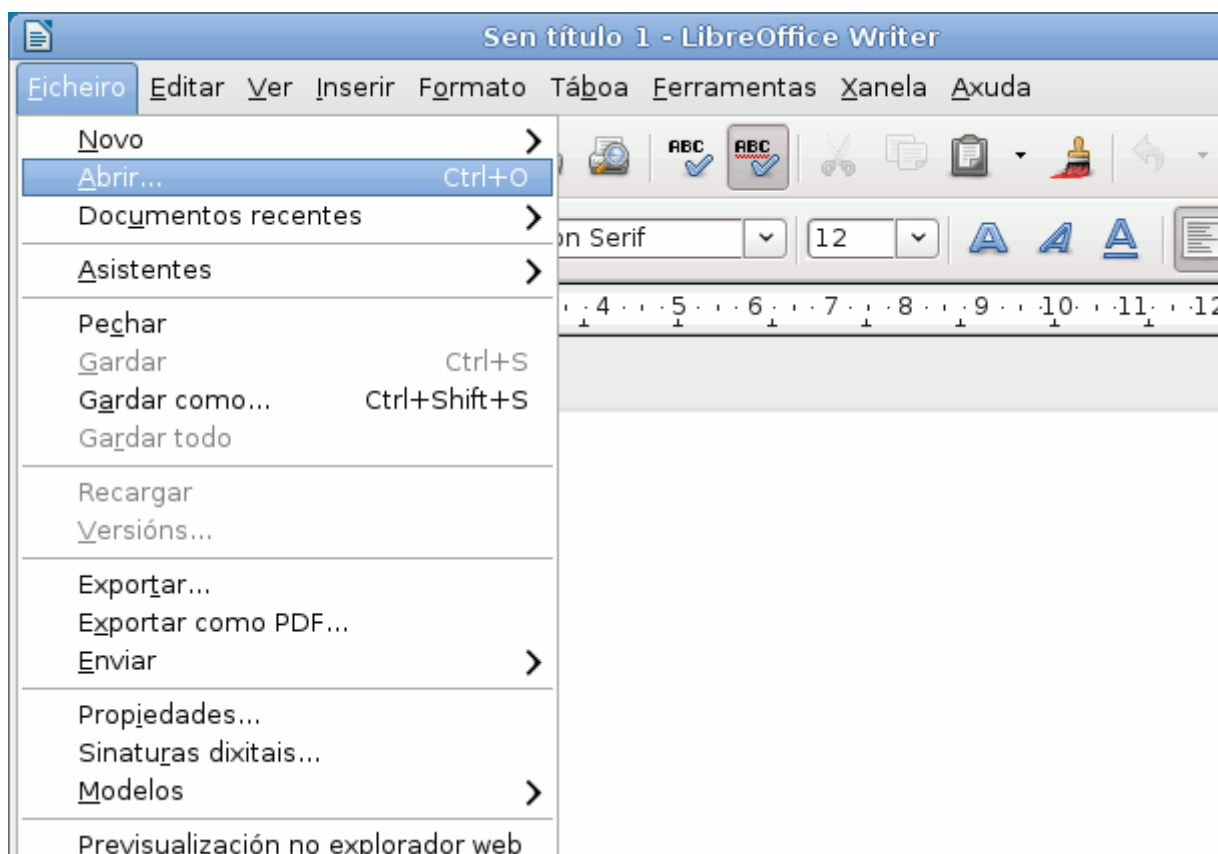 Sen título 1 - LibreOffice Writer
Ficheiro Editar Ver Inserir Formato Táboa Ferramentas Xanela Axuda
Novo
Abrir... Ctrl+O
Documentos recentes
Asistentes
Pechar
Gardar Ctrl+S
Gardar como... Ctrl+Shift+S
Gardar todo
Recargar
Versións...
Exportar...
Exportar como PDF...
Enviar
Propiedades...
Sinaturas dixitais...
Modelos
Previsualización no explorador web
ABC ABC
Serif 12
4 5 6 7 8 9 10 11 12